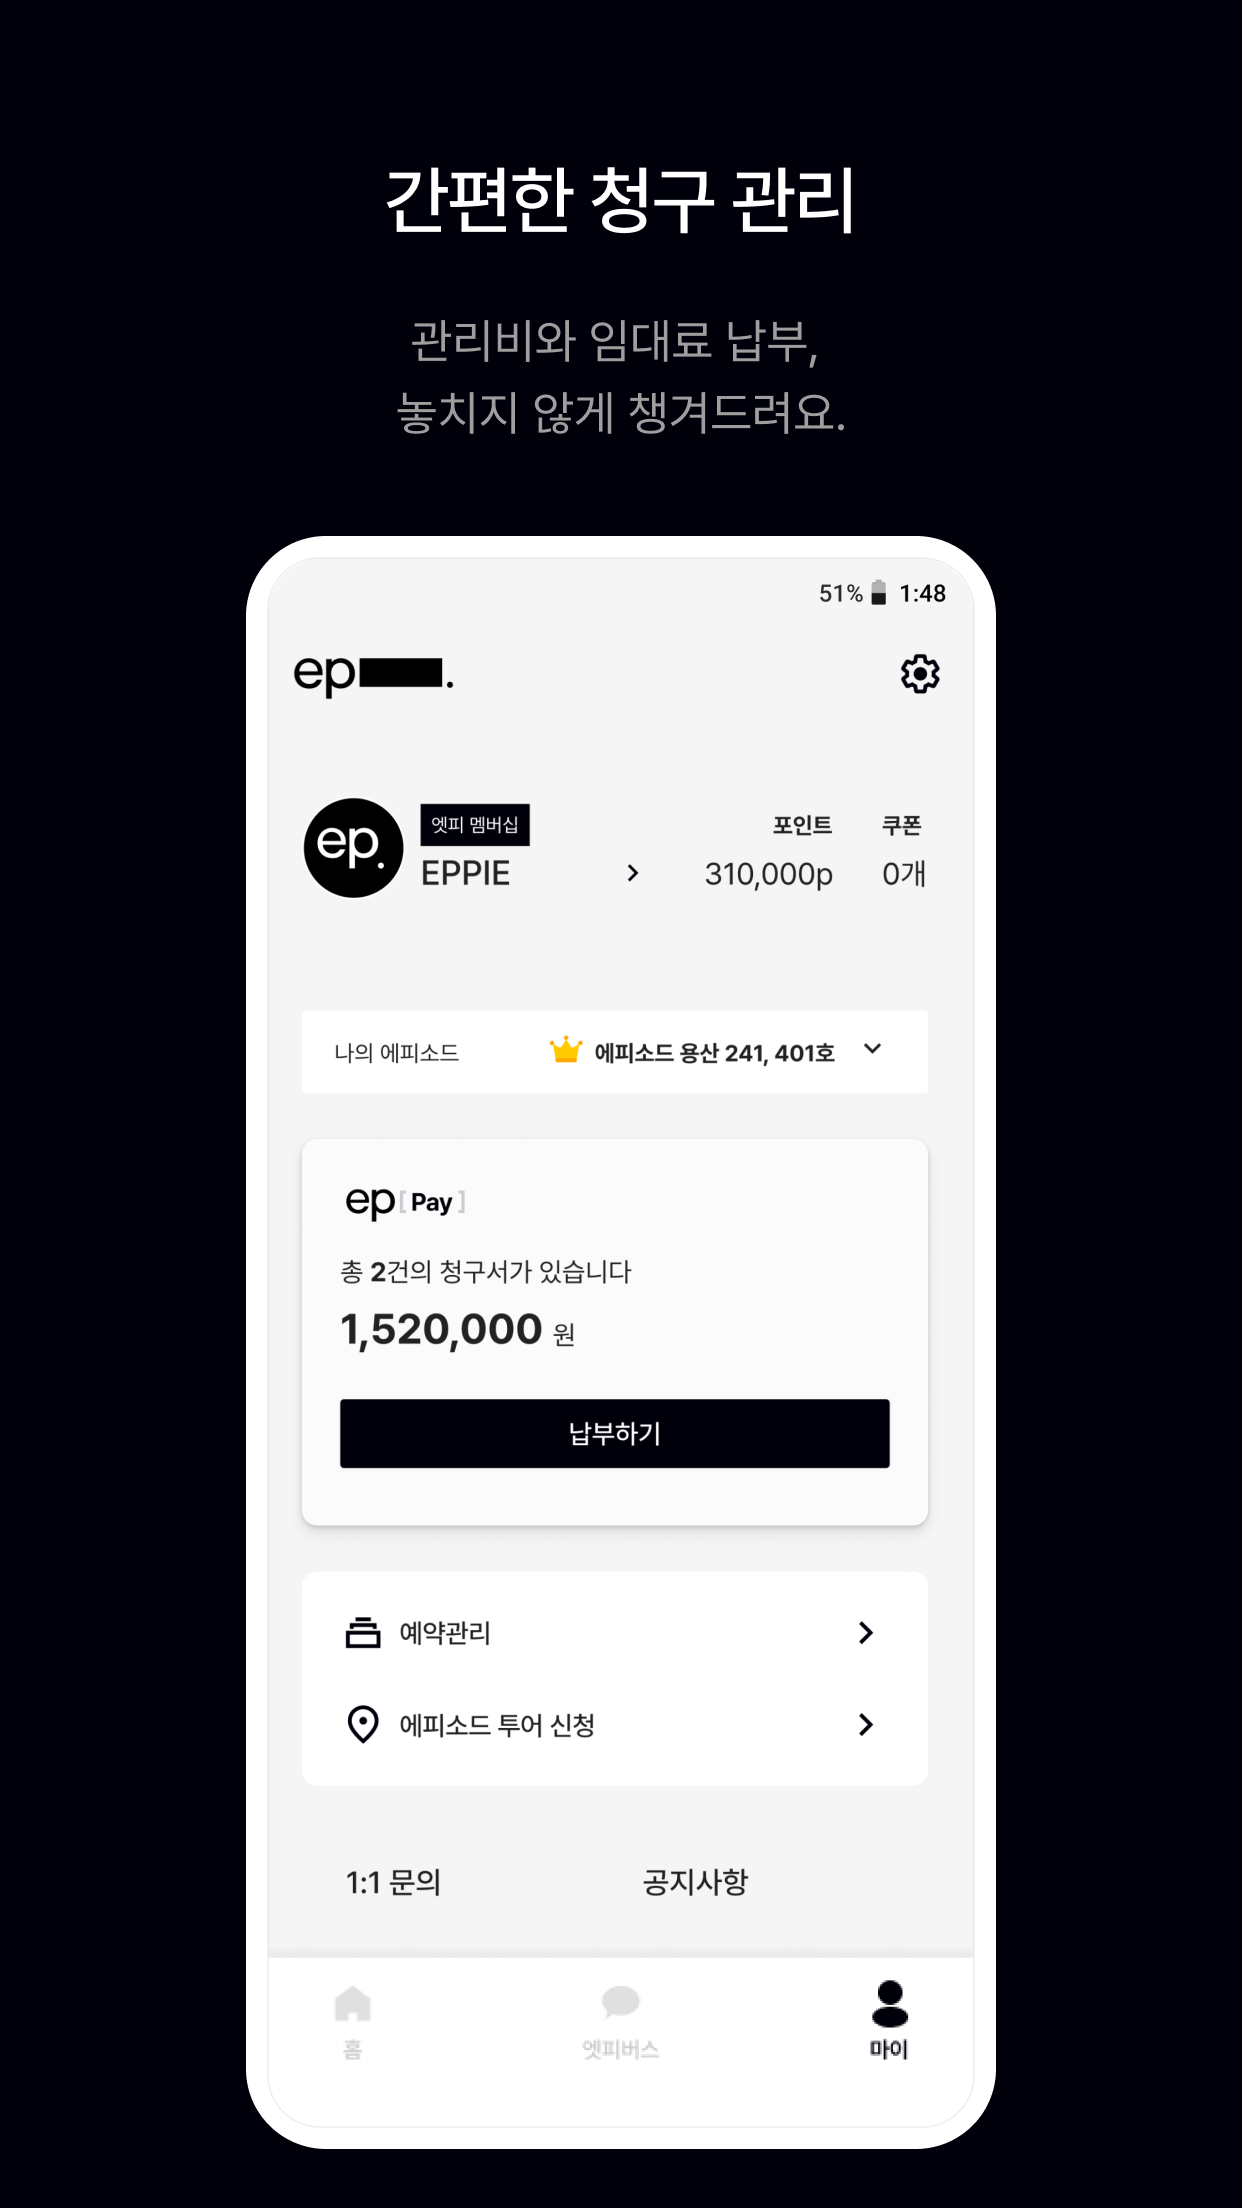 간편한 청구 관리
관리비와 임대료 납부,
놓치지 않게 챙겨드려요.
51% 1:48
ep .
ep.
엣피 멤버십
EPPIE
포인트 쿠폰
310,000p 0개
나의 에피소드 에피소드 용산 241, 401호
ep [ Pay ]
총 2건의 청구서가 있습니다
1,520,000 원
납부하기
예약관리
에피소드 투어 신청
1:1 문의 공지사항
홈 엣피버스 마이